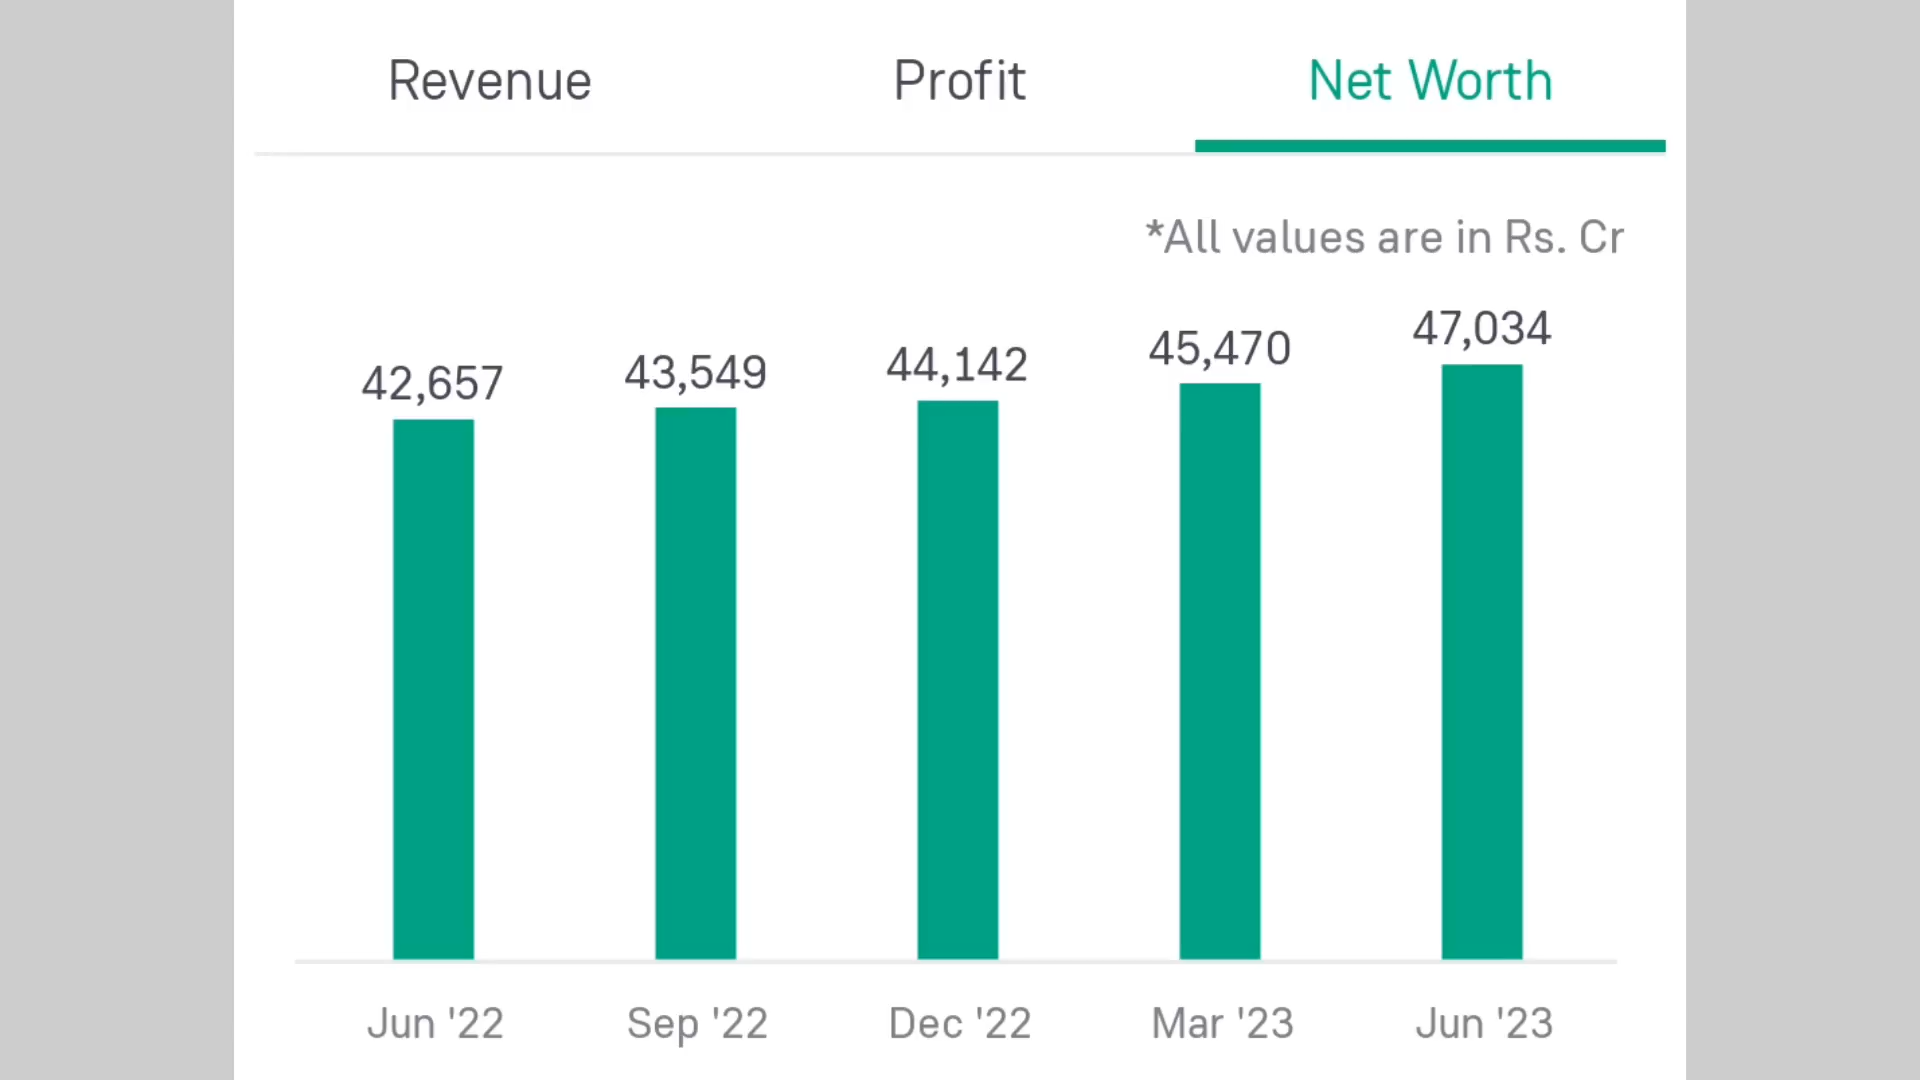 Revenue Profit Net Worth
*All values are in Rs. Cr
42,657 43,549 44,142 45,470 47,034
Jun '22 Sep '22 Dec '22 Mar '23 Jun '23